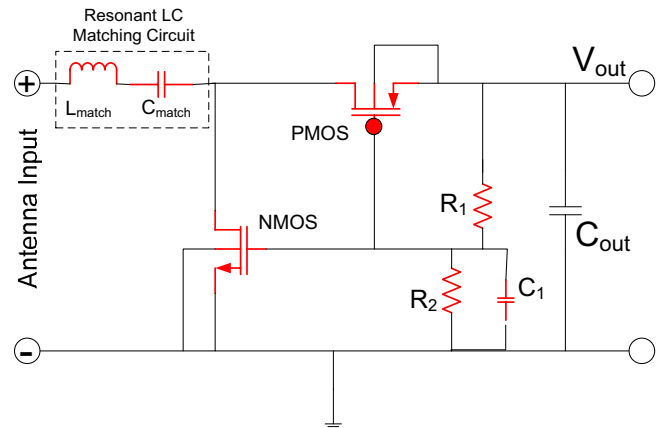 Resonant LC
Matching Circuit
+
L_match
C_match
V_out
PMOS
Antenna Input
NMOS
R_1
C_out
R_2
C_1
-